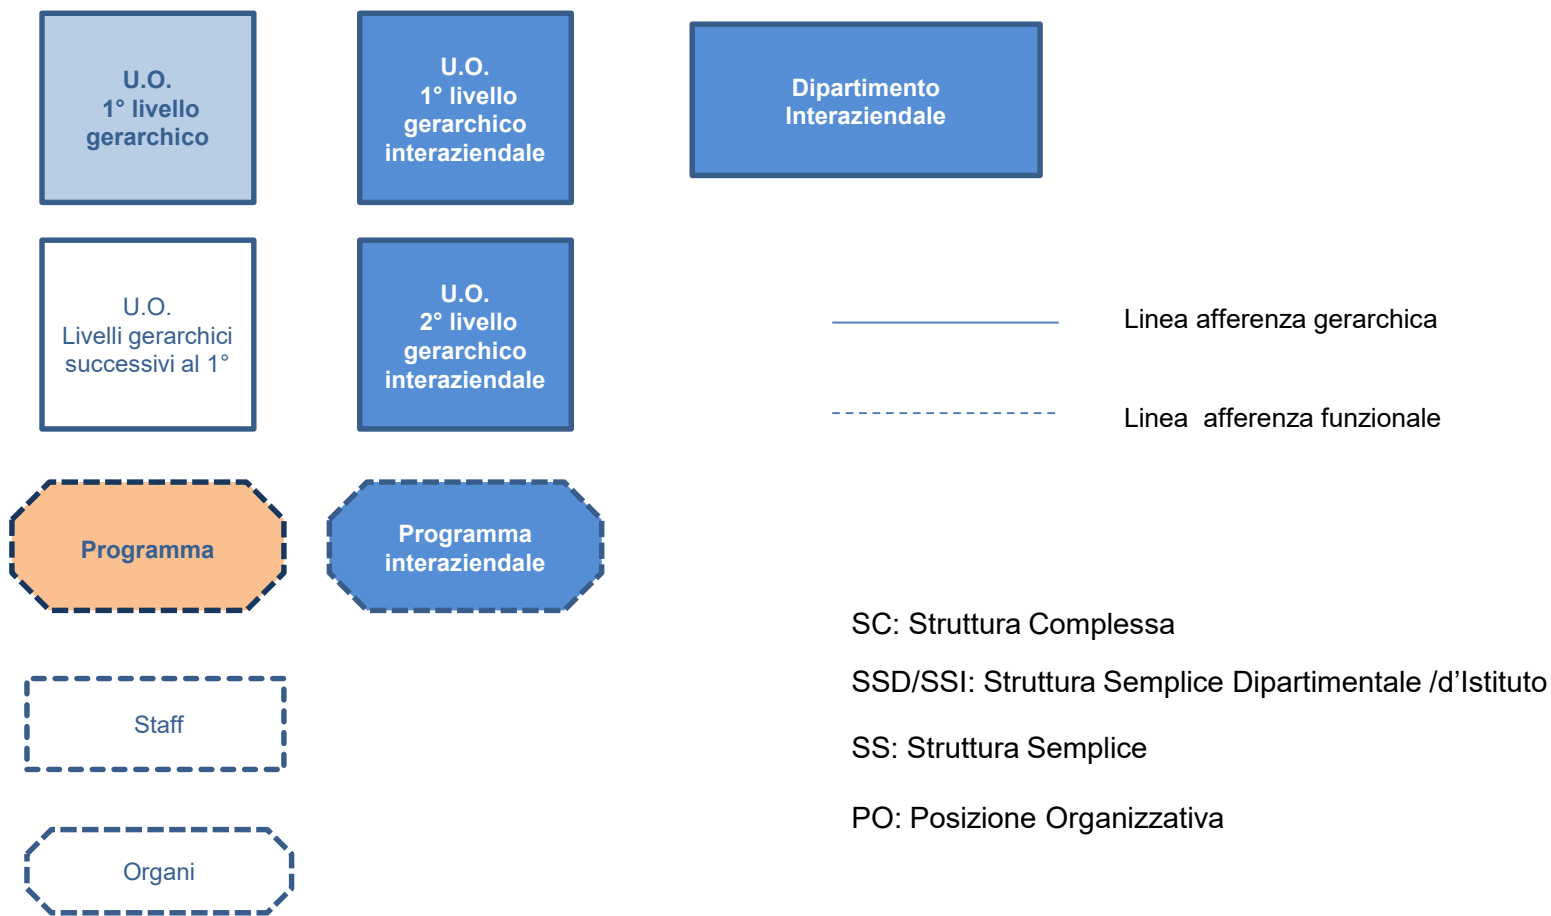 U.O.
1° livello
gerarchico
U.O.
1° livello
gerarchico
interaziendale
Dipartimento
Interaziendale
U.O.
Livelli gerarchici
successivi al 1°
U.O.
2° livello
gerarchico
interaziendale
Linea afferenza gerarchica
Linea  afferenza funzionale
Programma
Programma
interaziendale
SC: Struttura Complessa
SSD/SSI: Struttura Semplice Dipartimentale /d’Istituto
Staff
SS: Struttura Semplice
PO: Posizione Organizzativa
Organi